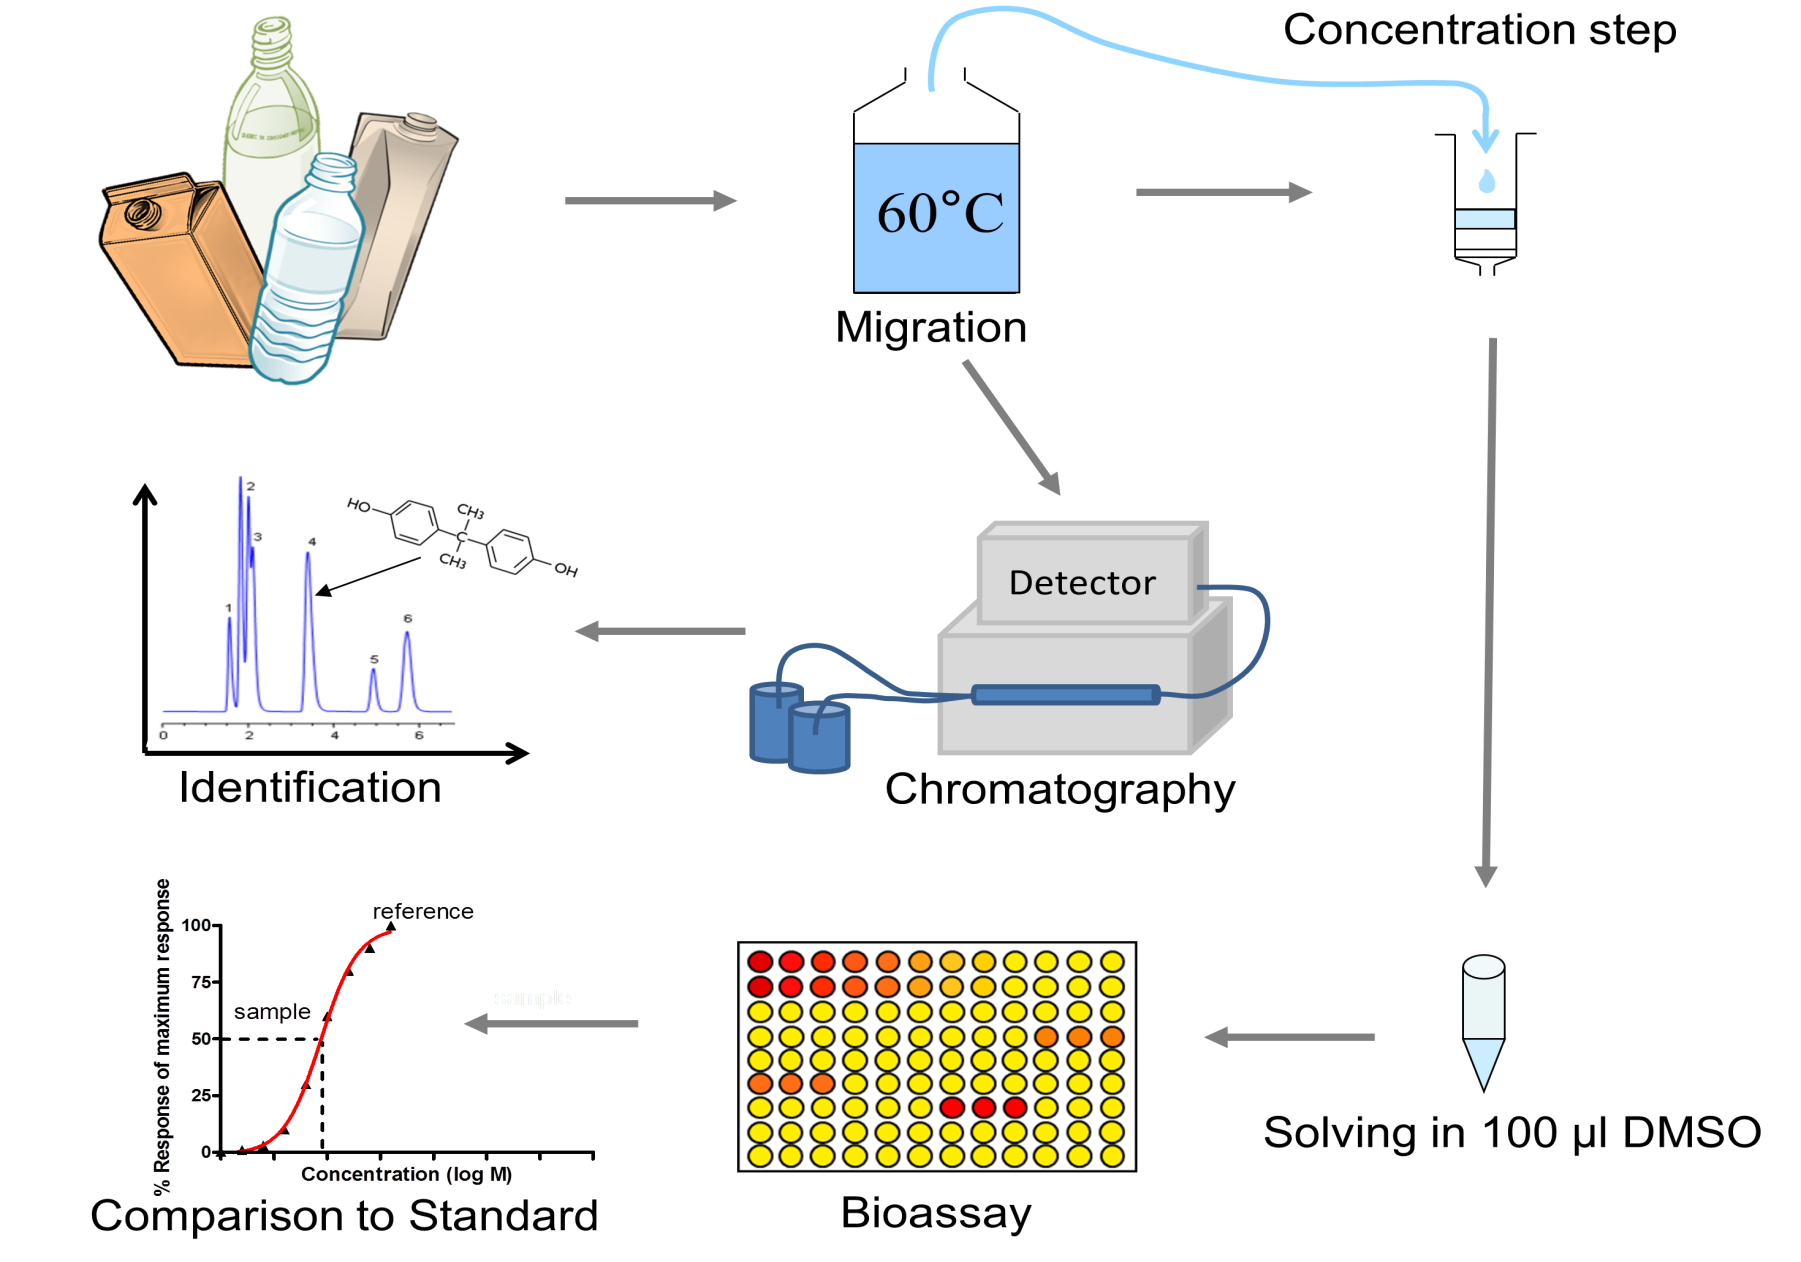 Concentration step
60°C
Migration
HO
CH3
C
CH3
OH
1
2
3
4
5
6
0 2 4 6
Identification
Detector
Chromatography
% Response of maximum response
100
75
50
25
0
reference
sample
sample
Concentration (log M)
Comparison to Standard
Bioassay
Solving in 100 µl DMSO